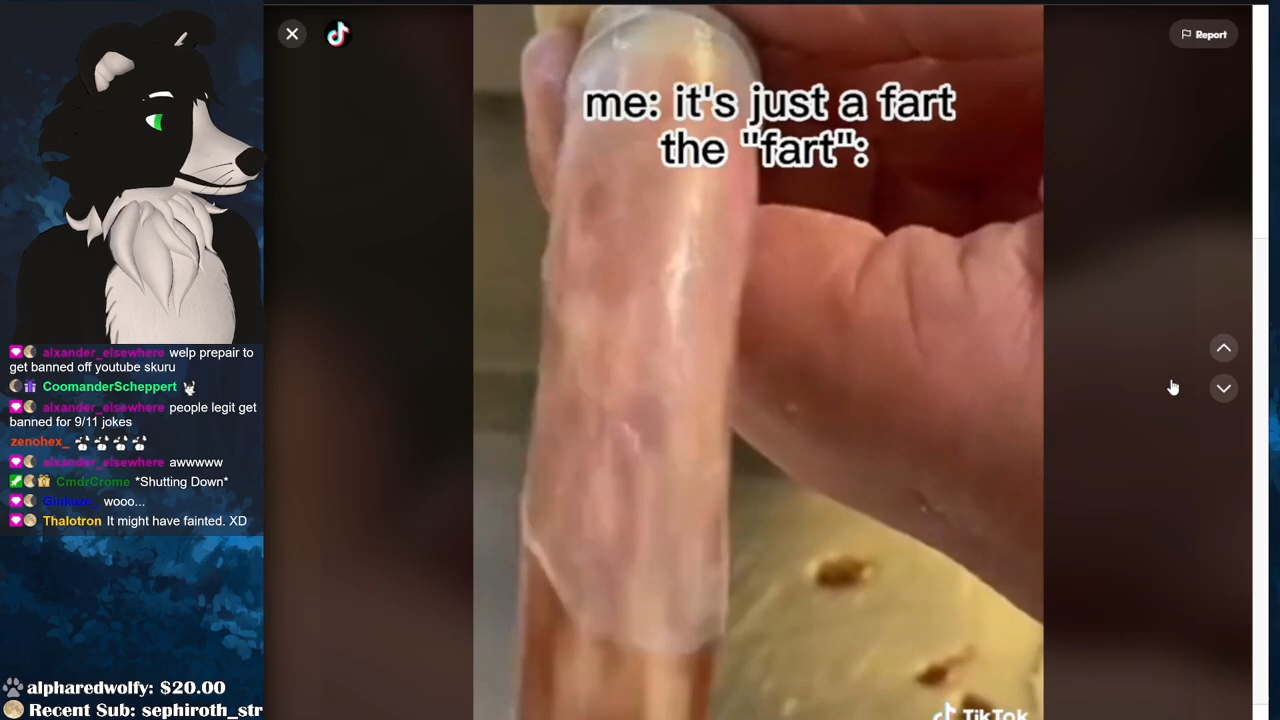 Report
me: it's just a fart
the "fart":
alxander_elsewhere welp prepair to
get banned off youtube skuru
CoomanderScheppert
alxander_elsewhere people legit get
banned for 9/11 jokes
zenohex_
alxander_elsewhere awwwww
CmdrCrome *Shutting Down*
Ginkaze_ wooo...
Thalotron It might have fainted. XD
alpharedwolfy: $20.00
Recent Sub: sephiroth_str
TikTok